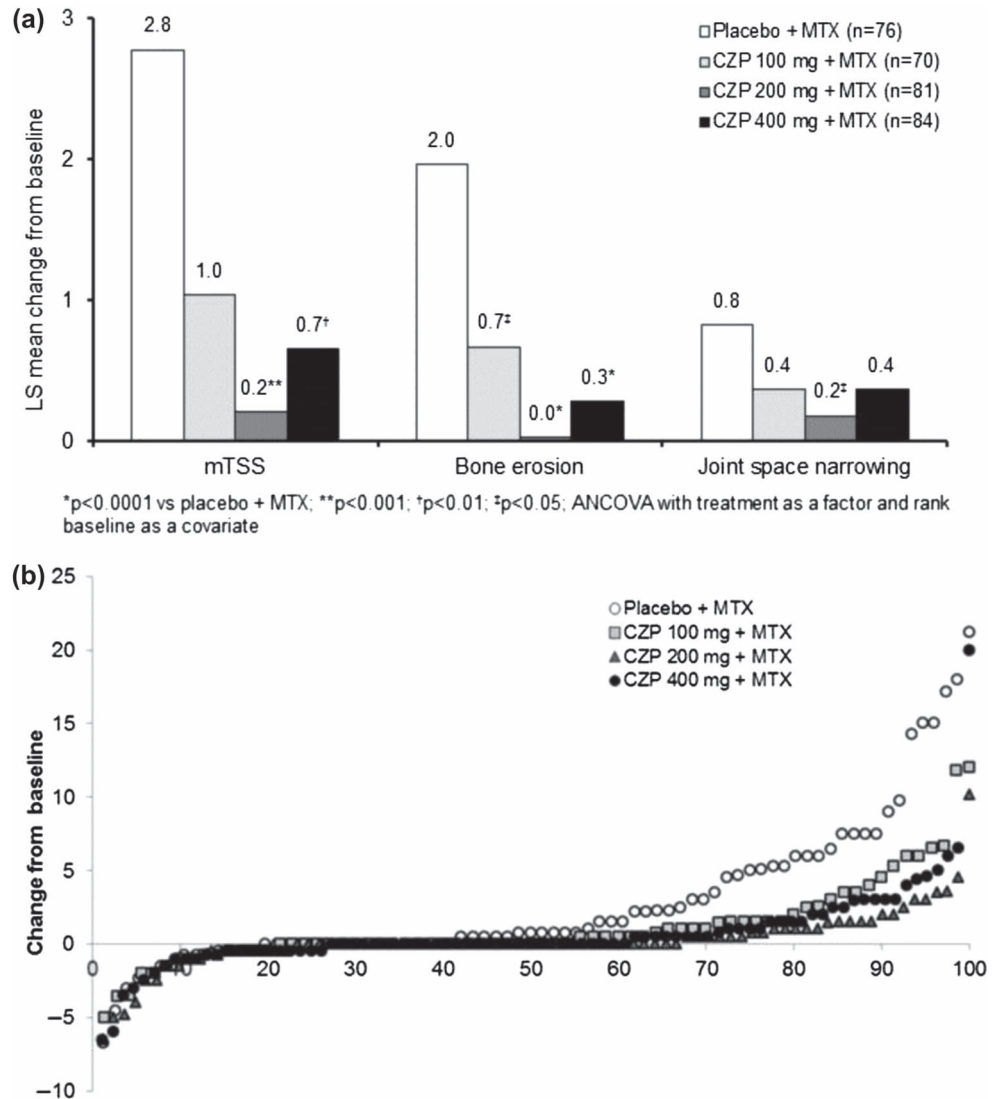 (a)
3
2
1
0
LS mean change from baseline
Placebo + MTX (n=76)
CZP 100 mg + MTX (n=70)
CZP 200 mg + MTX (n=81)
CZP 400 mg + MTX (n=84)
2.8
1.0
0.2**
0.7†
2.0
0.7‡
0.0*
0.3*
0.8
0.4
0.2‡
0.4
mTSS
Bone erosion
Joint space narrowing
*p<0.0001 vs placebo + MTX; **p<0.001; †p<0.01; ‡p<0.05; ANCOVA with treatment as a factor and rank
baseline as a covariate
(b)
25
20
15
10
5
0
−5
−10
Change from baseline
Placebo + MTX
CZP 100 mg + MTX
CZP 200 mg + MTX
CZP 400 mg + MTX
0
20
30
40
50
60
70
80
90
100